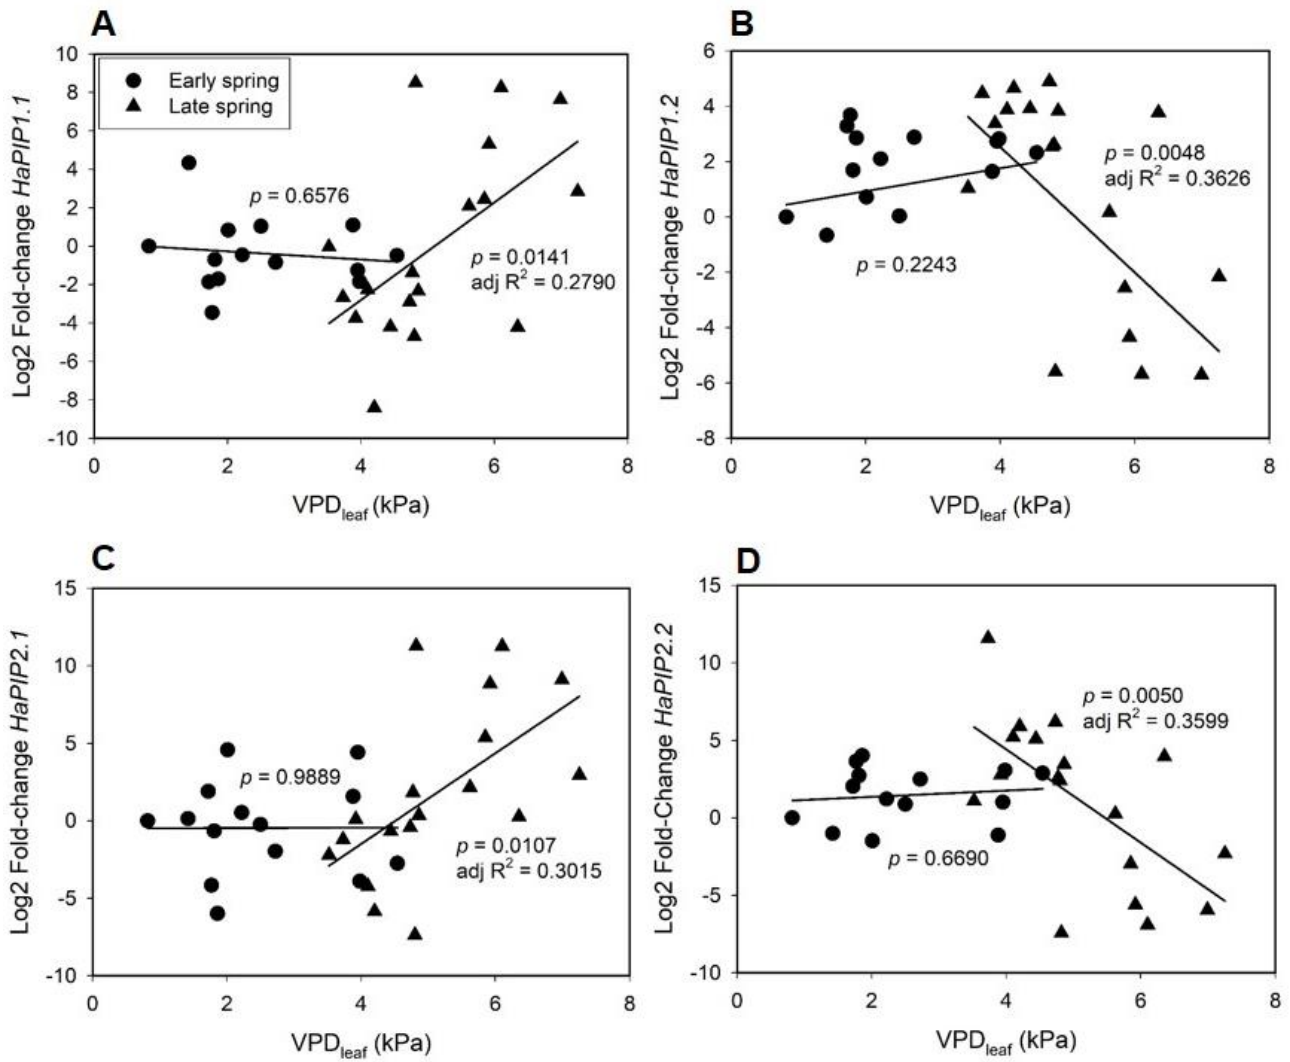 A
Log2 Fold-change HaPIP1.1
10
8
6
4
2
0
-2
-4
-6
-8
-10
Early spring
Late spring
p = 0.6576
p = 0.0141
adj R² = 0.2790
0 2 4 6 8
VPDleaf (kPa)
B
Log2 Fold-change HaPIP1.2
6
4
2
0
-2
-4
-6
-8
p = 0.0048
adj R² = 0.3626
p = 0.2243
0 2 4 6 8
VPDleaf (kPa)
C
Log2 Fold-change HaPIP2.1
15
10
5
0
-5
-10
p = 0.9889
p = 0.0107
adj R² = 0.3015
0 2 4 6 8
VPDleaf (kPa)
D
Log2 Fold-Change HaPIP2.2
15
10
5
0
-5
-10
p = 0.0050
adj R² = 0.3599
p = 0.6690
0 2 4 6 8
VPDleaf (kPa)